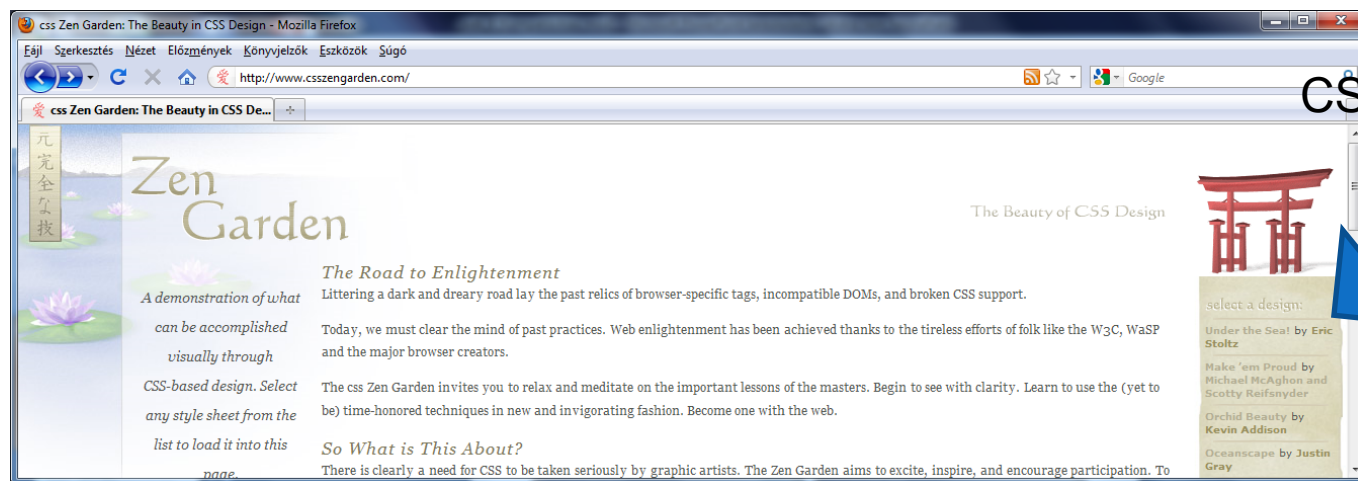 css Zen Garden: The Beauty in CSS Design - Mozilla Firefox
Fájl Szerkesztés Nézet Előzmények Könyvjelzők Eszközök Súgó
http://www.csszengarden.com/
Google
CS
css Zen Garden: The Beauty in CSS De...
元
完
全
な
技
Zen
Garden
The Beauty of CSS Design
A demonstration of what
can be accomplished
visually through
CSS-based design. Select
any style sheet from the
list to load it into this
page.
The Road to Enlightenment
Littering a dark and dreary road lay the past relics of browser-specific tags, incompatible DOMs, and broken CSS support.
Today, we must clear the mind of past practices. Web enlightenment has been achieved thanks to the tireless efforts of folk like the W3C, WaSP
and the major browser creators.
The css Zen Garden invites you to relax and meditate on the important lessons of the masters. Begin to see with clarity. Learn to use the (yet to
be) time-honored techniques in new and invigorating fashion. Become one with the web.
So What is This About?
There is clearly a need for CSS to be taken seriously by graphic artists. The Zen Garden aims to excite, inspire, and encourage participation. To
select a design:
Under the Sea! by Eric
Stoltz
Make 'em Proud by
Michael McAghon and
Scotty Reifsnyder
Orchid Beauty by
Kevin Addison
Oceanscape by Justin
Gray